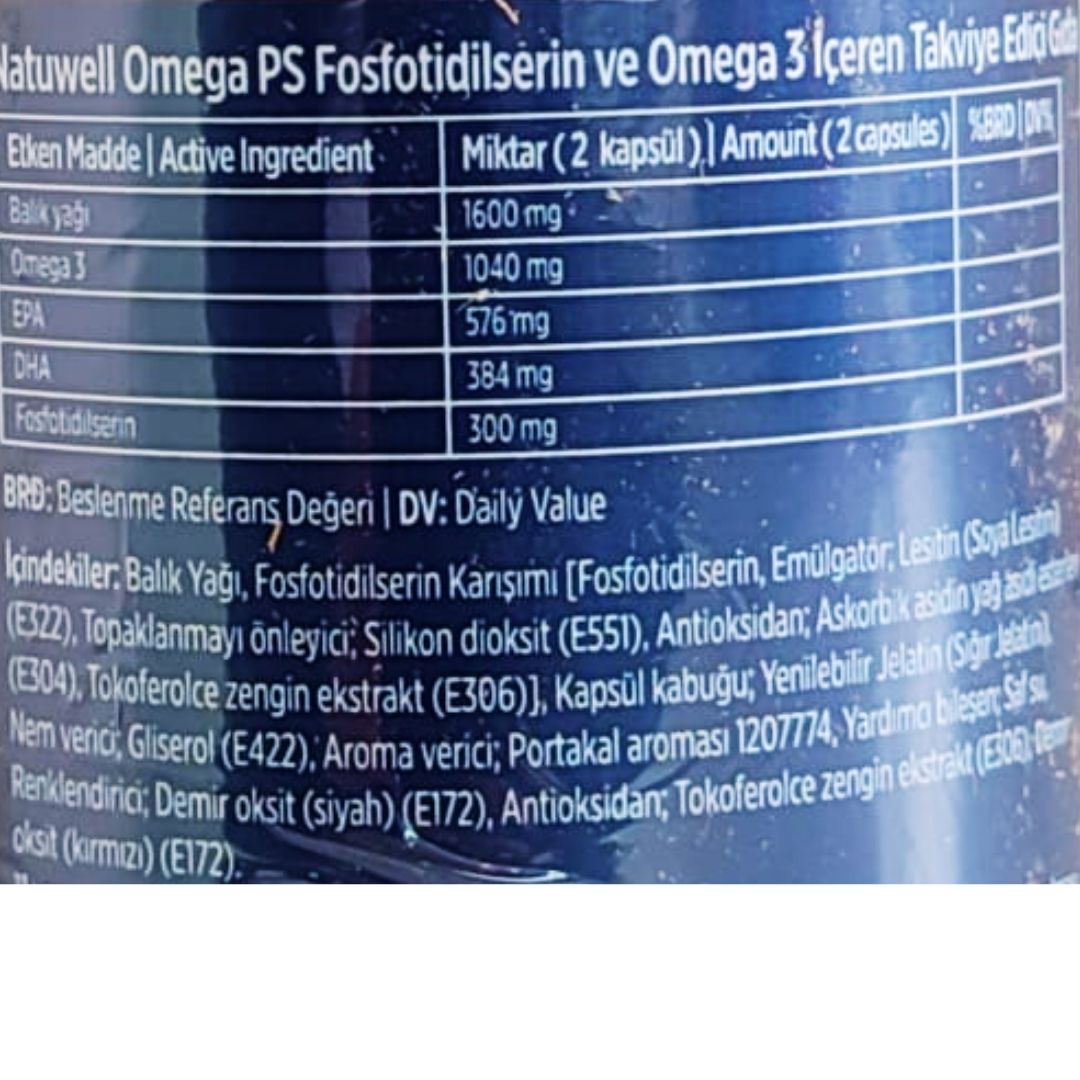 Natuwell Omega PS Fosfotidilserin ve Omega 3 İçeren Takviye Edici Gıda
Etken Madde | Active Ingredient Miktar ( 2 kapsül ) | Amount ( 2 capsules ) %BRD | DV%
Balık yağı 1600 mg
Omega 3 1040 mg
EPA 576 mg
DHA 384 mg
Fosfotidilserin 300 mg
BRD: Beslenme Referans Değeri | DV: Daily Value
İçindekiler: Balık Yağı, Fosfotidilserin Karışımı [Fosfotidilserin, Emülgatör; Lesitin (Soya Lesitin)
(E322), Topaklanmayı önleyici; Silikon dioksit (E551), Antioksidan; Askorbik asidin yağ asidi esterleri
(E304), Tokoferolce zengin ekstrakt (E306)], Kapsül kabuğu; Yenilebilir Jelatin (Sığır Jelatini),
Nem verici; Gliserol (E422), Aroma verici; Portakal aroması 1207774, Yardımcı bileşen; Saf su,
Renklendirici; Demir oksit (siyah) (E172), Antioksidan; Tokoferolce zengin ekstrakt (E306), Demir
oksit (kırmızı) (E172).